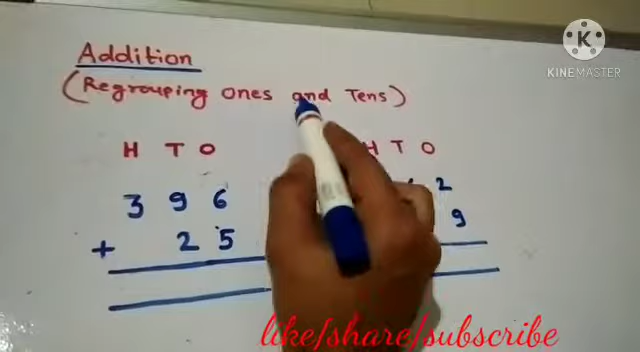 Addition
(Regrouping Ones and Tens)
H T O H T O
3 9 6 2
+ 2 5 9
like/share/subscribe
K
KINEMASTER